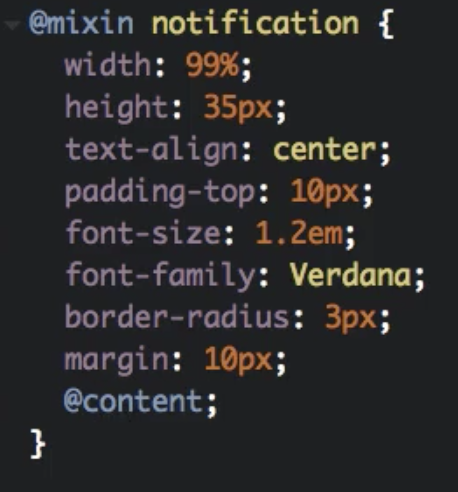 @mixin notification {
  width: 99%;
  height: 35px;
  text-align: center;
  padding-top: 10px;
  font-size: 1.2em;
  font-family: Verdana;
  border-radius: 3px;
  margin: 10px;
  @content;
}